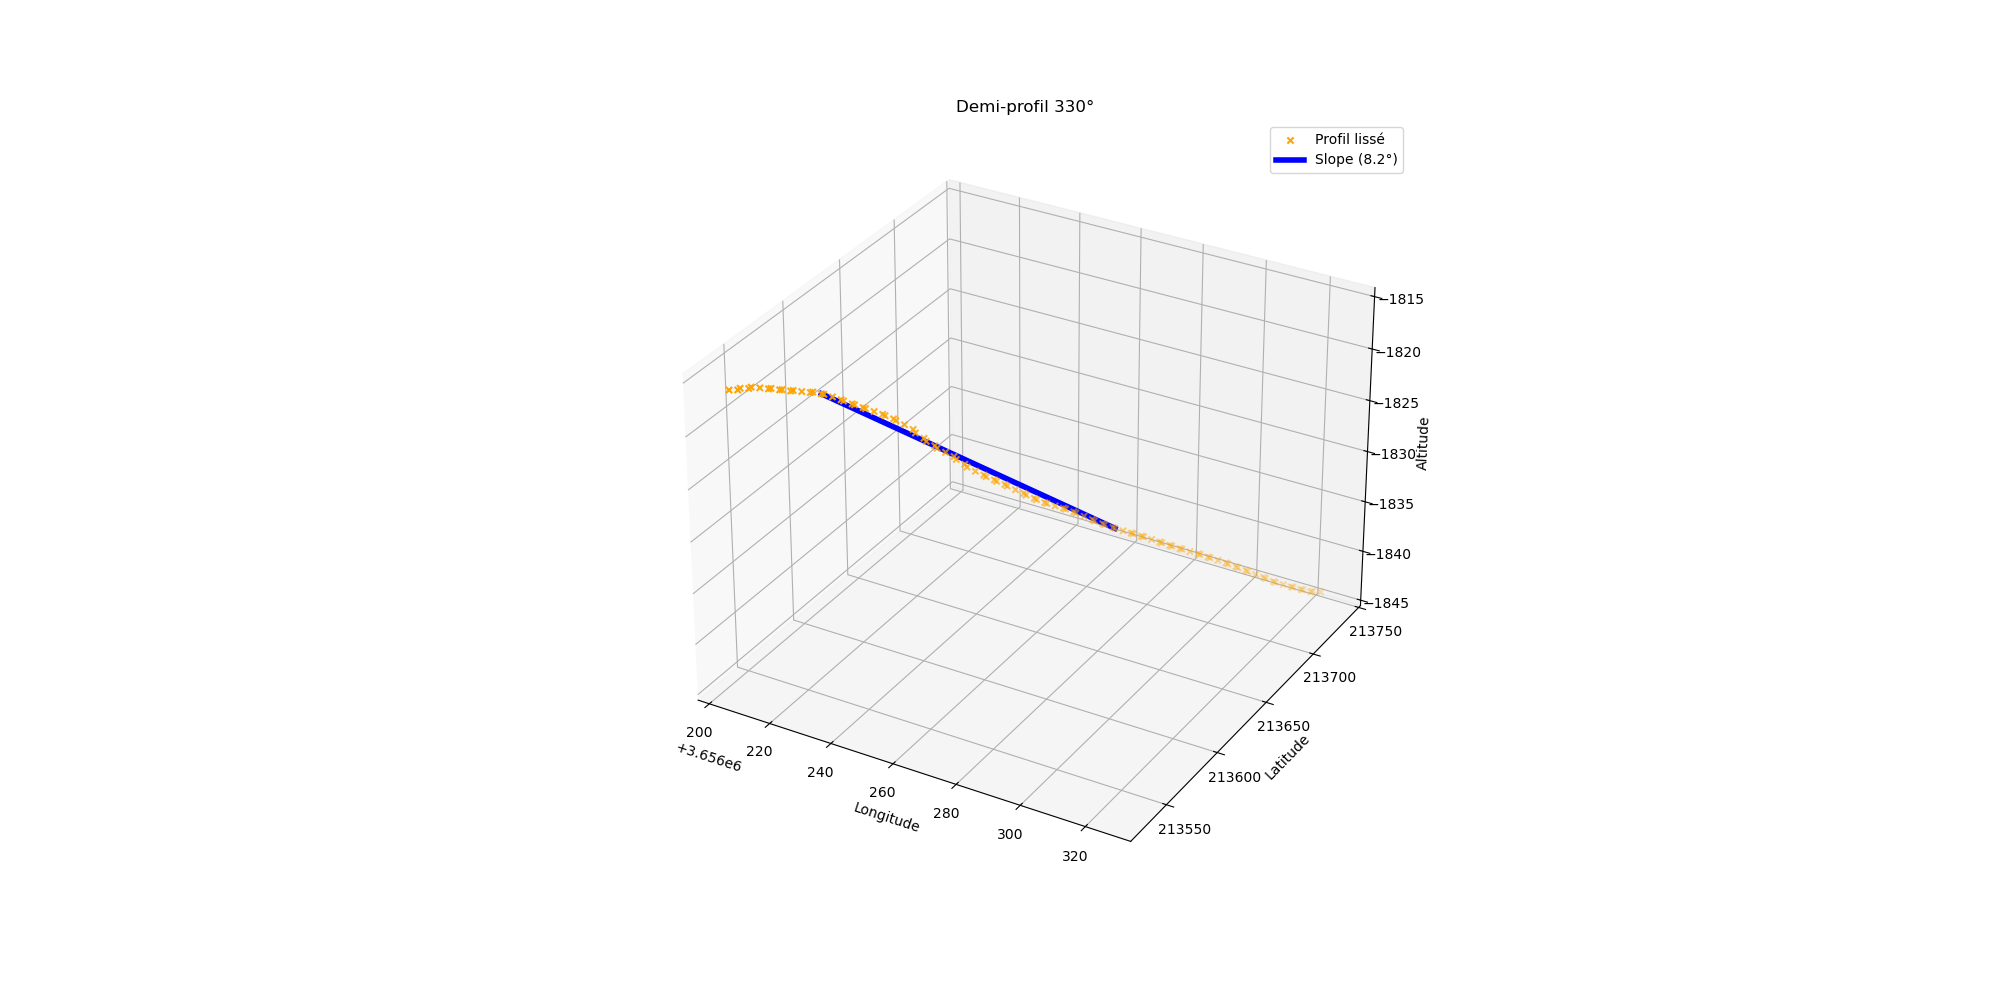 Demi-profil 330°
Profil lissé
Slope (8.2°)
−1815
−1820
−1825
−1830
−1835
−1840
−1845
Altitude
213750
213700
213650
213600
213550
Latitude
200
220
240
260
280
300
320
+3.656e6
Longitude